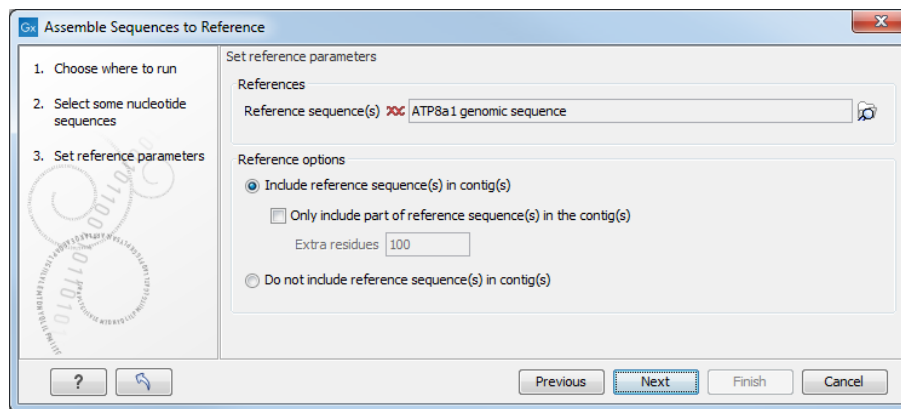 Gx Assemble Sequences to Reference
1. Choose where to run
2. Select some nucleotide
sequences
3. Set reference parameters
Set reference parameters
References
Reference sequence(s) ATP8a1 genomic sequence
Reference options
Include reference sequence(s) in contig(s)
Only include part of reference sequence(s) in the contig(s)
Extra residues 100
Do not include reference sequence(s) in contig(s)
? Previous Next Finish Cancel